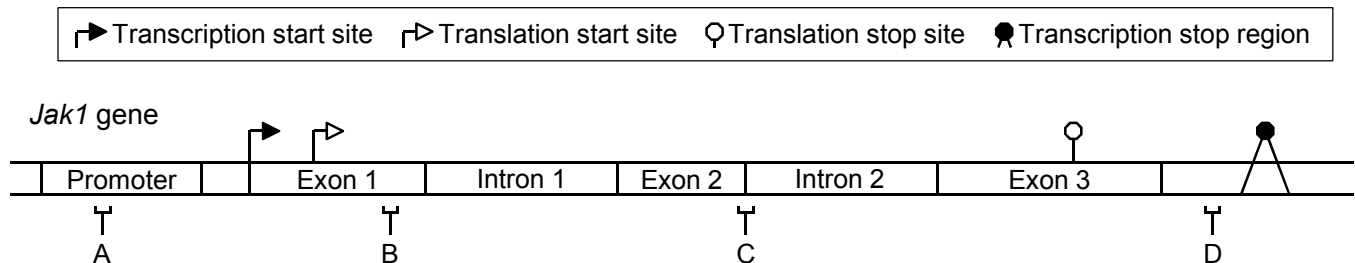 Transcription start site Translation start site Translation stop site Transcription stop region
Jak1 gene
Promoter Exon 1 Intron 1 Exon 2 Intron 2 Exon 3
A B C D